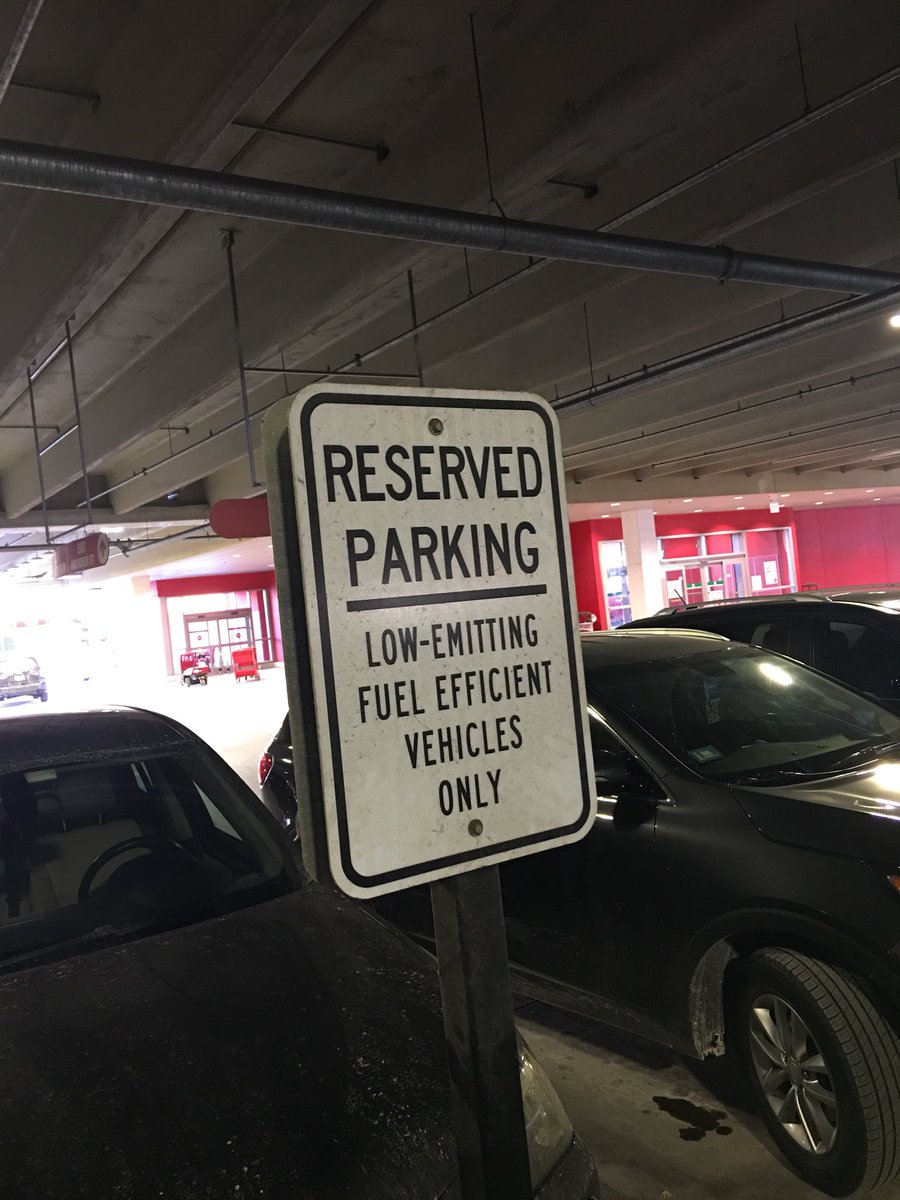 RESERVED
PARKING
LOW-EMITTING
FUEL EFFICIENT
VEHICLES
ONLY